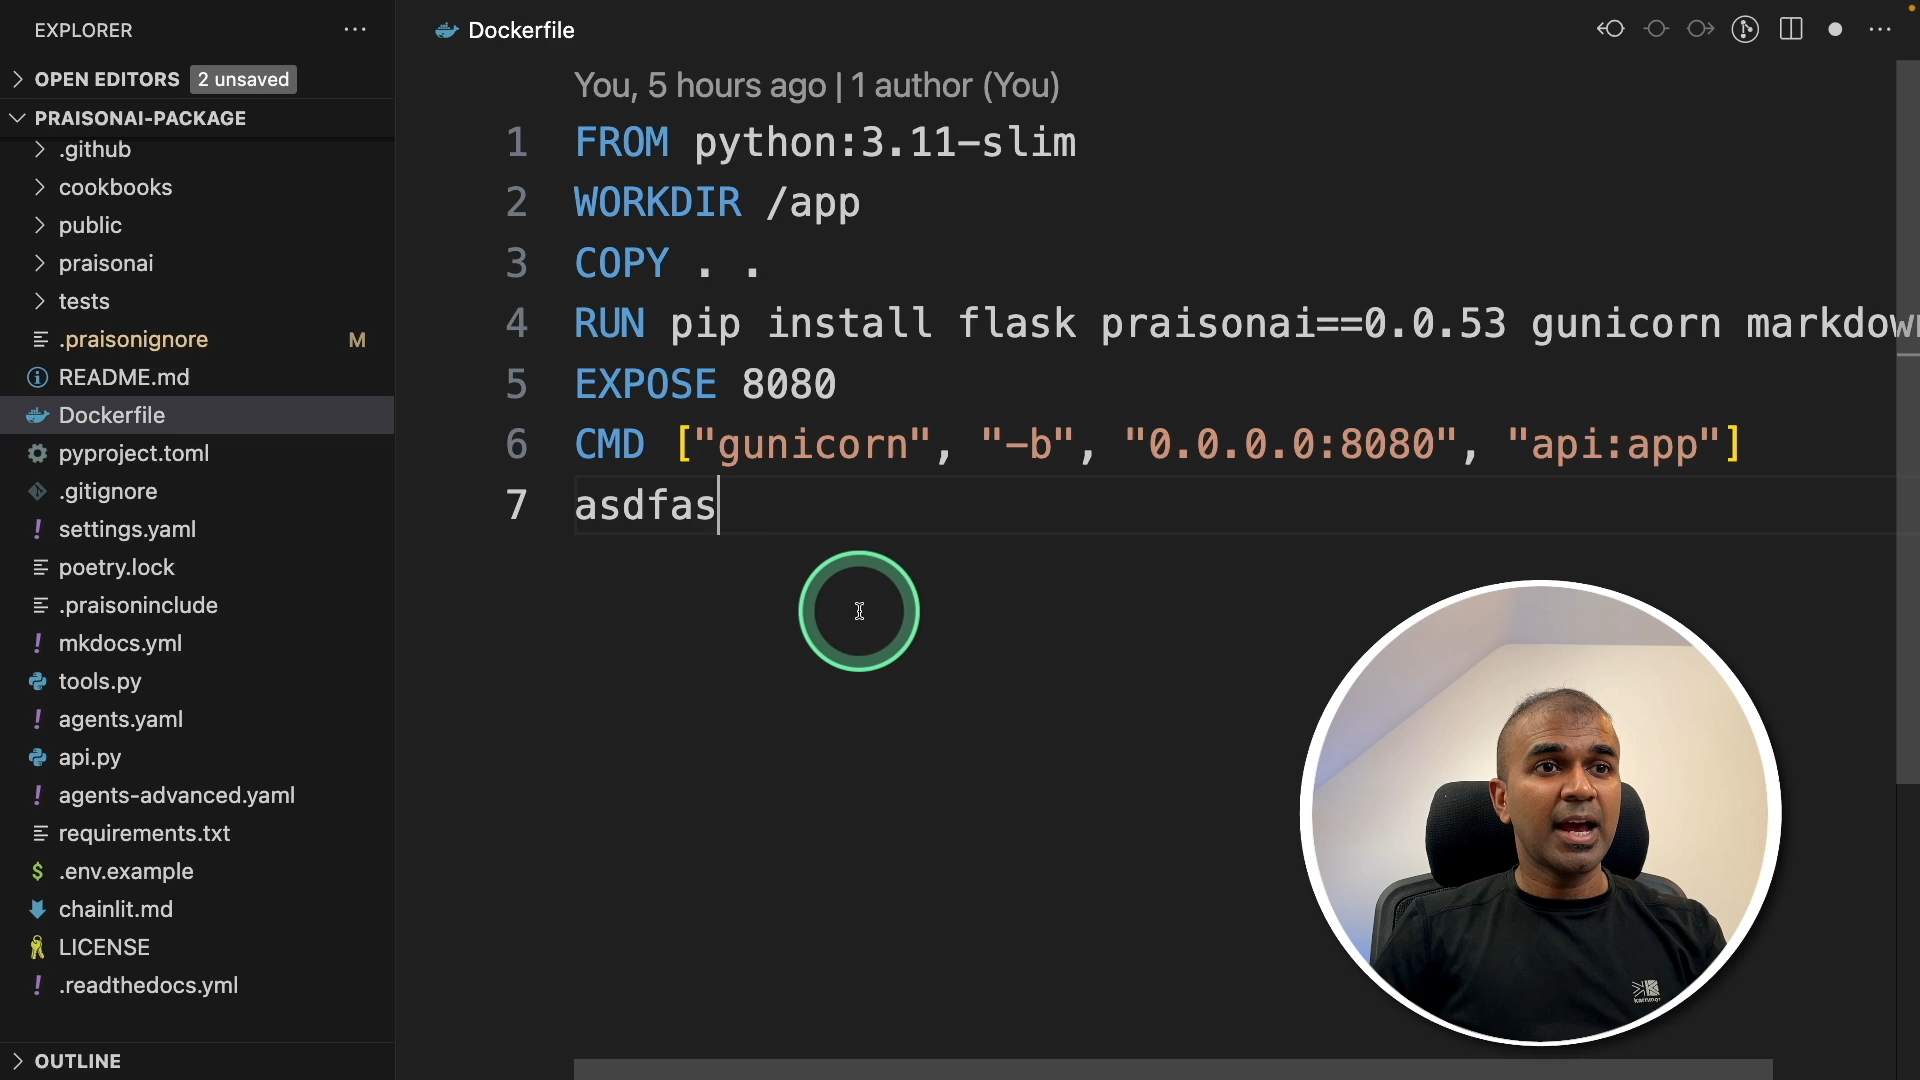 EXPLORER
OPEN EDITORS 2 unsaved
PRAISONAI-PACKAGE
.github
cookbooks
public
praisonai
tests
.praisonignore M
README.md
Dockerfile
pyproject.toml
.gitignore
settings.yaml
poetry.lock
.praisoninclude
mkdocs.yml
tools.py
agents.yaml
api.py
agents-advanced.yaml
requirements.txt
.env.example
chainlit.md
LICENSE
.readthedocs.yml
OUTLINE
Dockerfile
You, 5 hours ago | 1 author (You)
1 FROM python:3.11-slim
2 WORKDIR /app
3 COPY . .
4 RUN pip install flask praisonai==0.0.53 gunicorn markdown
5 EXPOSE 8080
6 CMD ["gunicorn", "-b", "0.0.0.0:8080", "api:app"]
7 asdfas